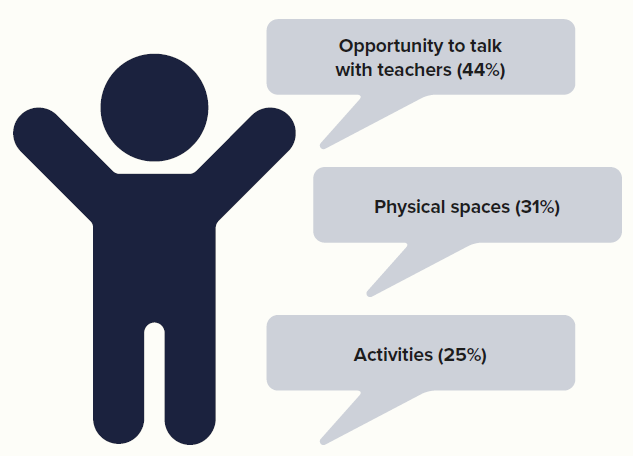 Opportunity to talk
with teachers (44%)
Physical spaces (31%)
Activities (25%)